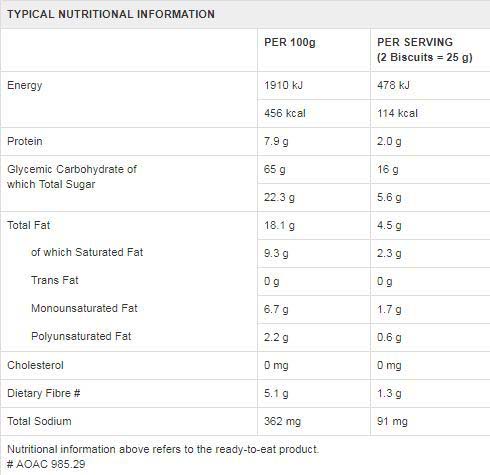 TYPICAL NUTRITIONAL INFORMATION
PER 100g PER SERVING
(2 Biscuits = 25 g)
Energy 1910 kJ 478 kJ
456 kcal 114 kcal
Protein 7.9 g 2.0 g
Glycemic Carbohydrate of 65 g 16 g
which Total Sugar
22.3 g 5.6 g
Total Fat 18.1 g 4.5 g
of which Saturated Fat 9.3 g 2.3 g
Trans Fat 0 g 0 g
Monounsaturated Fat 6.7 g 1.7 g
Polyunsaturated Fat 2.2 g 0.6 g
Cholesterol 0 mg 0 mg
Dietary Fibre # 5.1 g 1.3 g
Total Sodium 362 mg 91 mg
Nutritional information above refers to the ready-to-eat product.
# AOAC 985.29